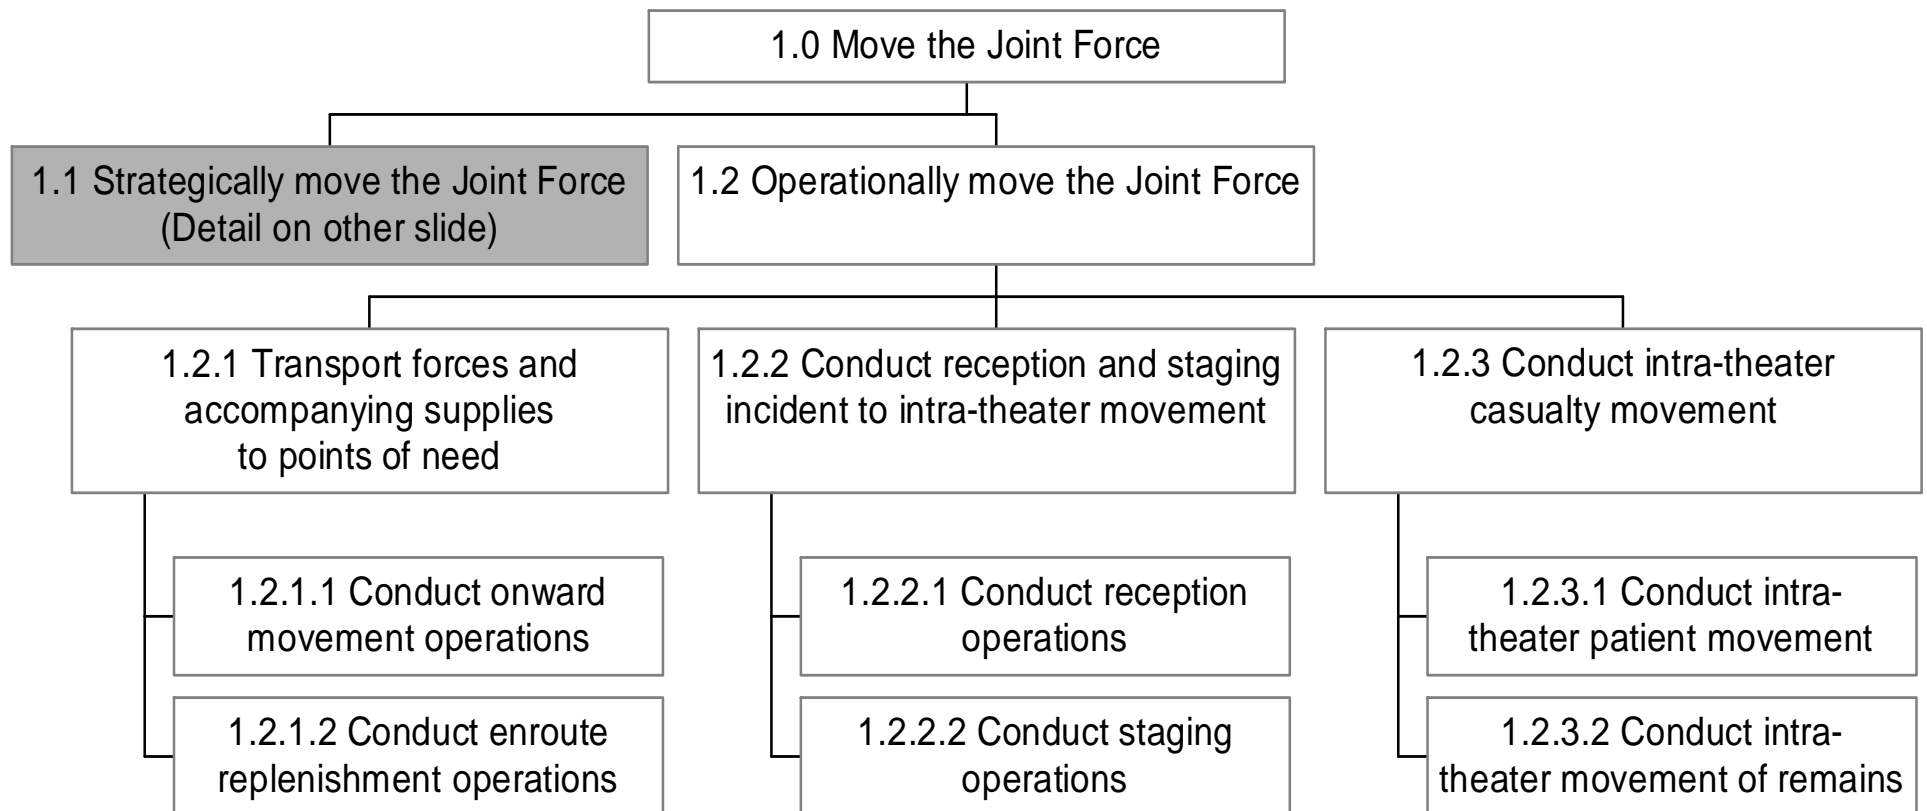 1.0 Move the Joint Force
1.1 Strategically move the Joint Force
(Detail on other slide)
1.2 Operationally move the Joint Force
1.2.1 Transport forces and
accompanying supplies
to points of need
1.2.2 Conduct reception and staging
incident to intra-theater movement
1.2.3 Conduct intra-theater
casualty movement
1.2.1.1 Conduct onward
movement operations
1.2.2.1 Conduct reception
operations
1.2.3.1 Conduct intra-
theater patient movement
1.2.1.2 Conduct enroute
replenishment operations
1.2.2.2 Conduct staging
operations
1.2.3.2 Conduct intra-
theater movement of remains